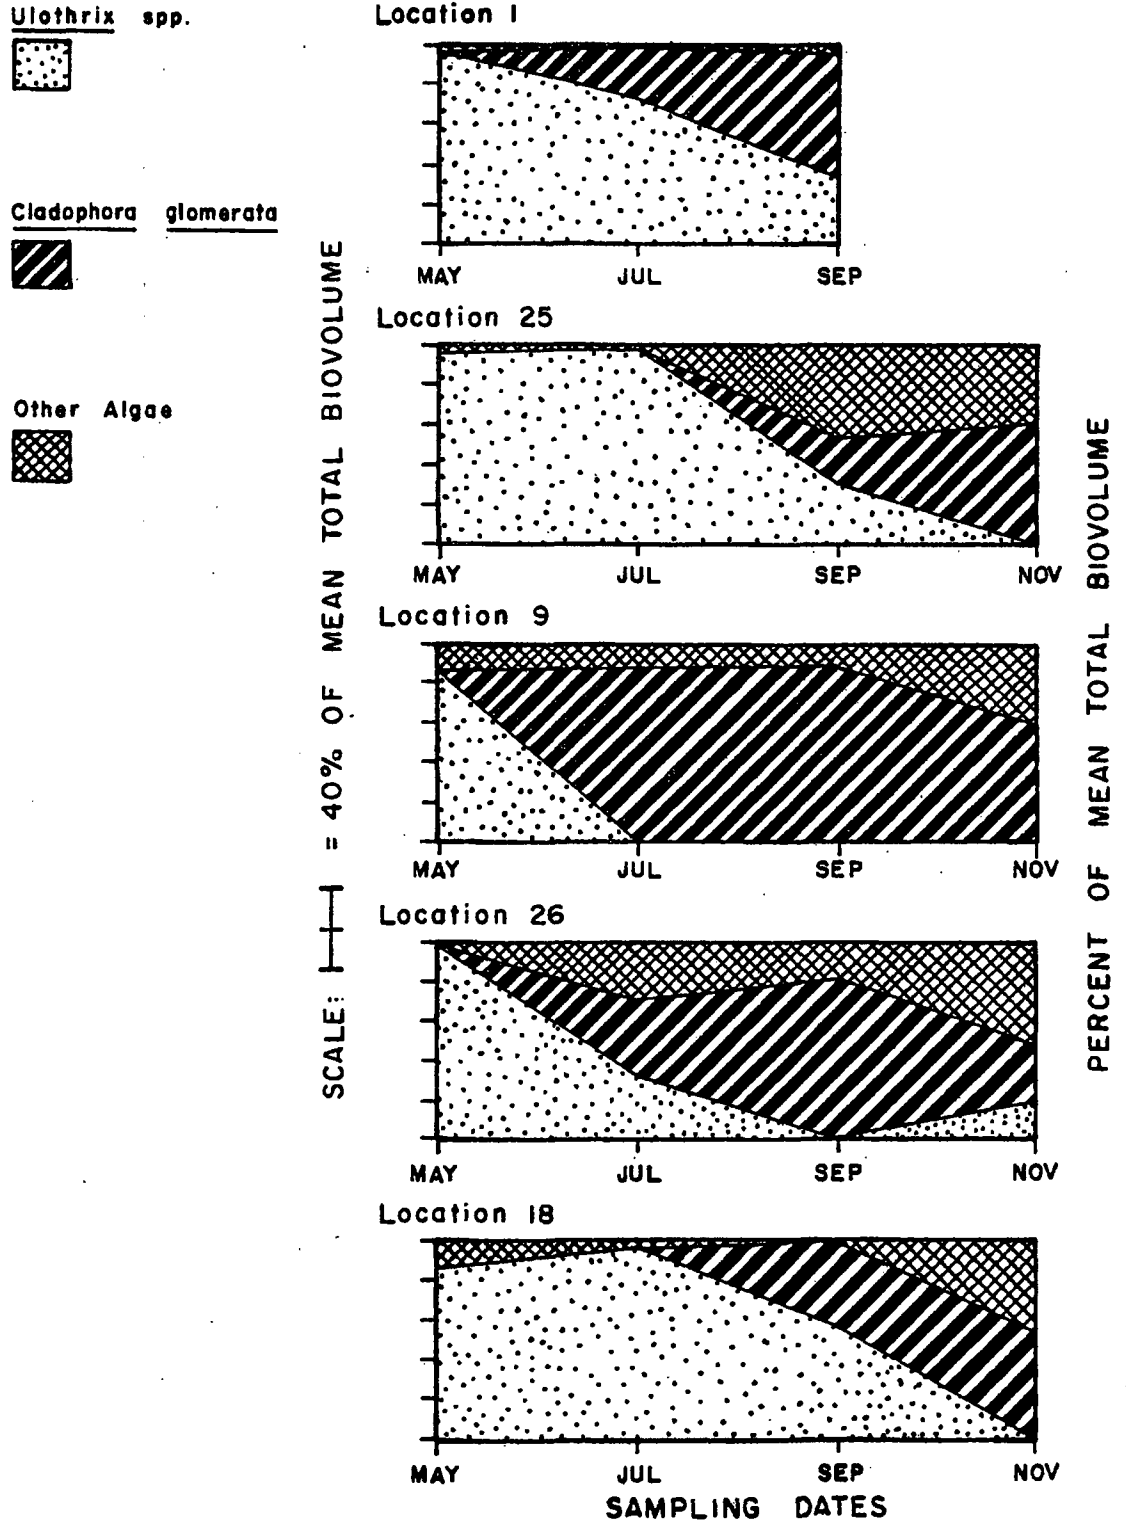 Ulothrix spp.
Cladophora glomerata
Other Algae
SCALE: = 40% OF MEAN TOTAL BIOVOLUME
Location 1
MAY JUL SEP
Location 25
MAY JUL SEP NOV
Location 9
MAY JUL SEP NOV
Location 26
MAY JUL SEP NOV
Location 18
MAY JUL SEP NOV
SAMPLING DATES
PERCENT OF MEAN TOTAL BIOVOLUME